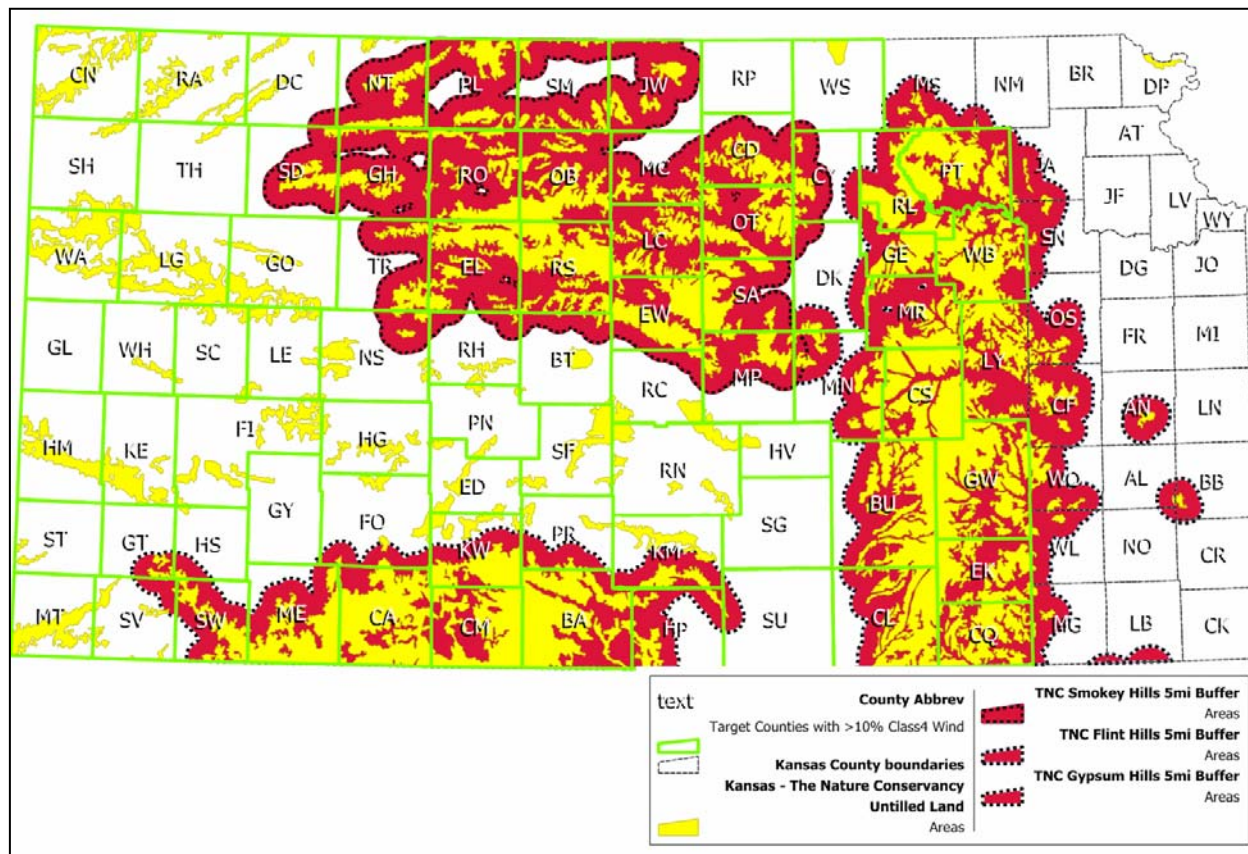 CN RA DC NT PL SM JW RP WS MS NM BR DP
AT
SH TH SD GH RO OB MC CD CY RL PT JA JF LV WY
WA LG GO TR EL RS LC OT DK GE WB SN DG JO
EW SA MR OS
GL WH SC LE NS RH BT RC MP MN CS LY FR MI
HM KE FI HG PN SF RN HV CF AN LN
ED BU GW WO AL BB
ST GT HS GY FO KW PR KM SG EK WL NO CR
MT SV SW ME CA CM BA HP SU CL CQ MG LB CK
text
County Abbrev
Target Counties with >10% Class4 Wind
Kansas County boundaries
Kansas - The Nature Conservancy
Untilled Land
Areas
TNC Smokey Hills 5mi Buffer
Areas
TNC Flint Hills 5mi Buffer
Areas
TNC Gypsum Hills 5mi Buffer
Areas